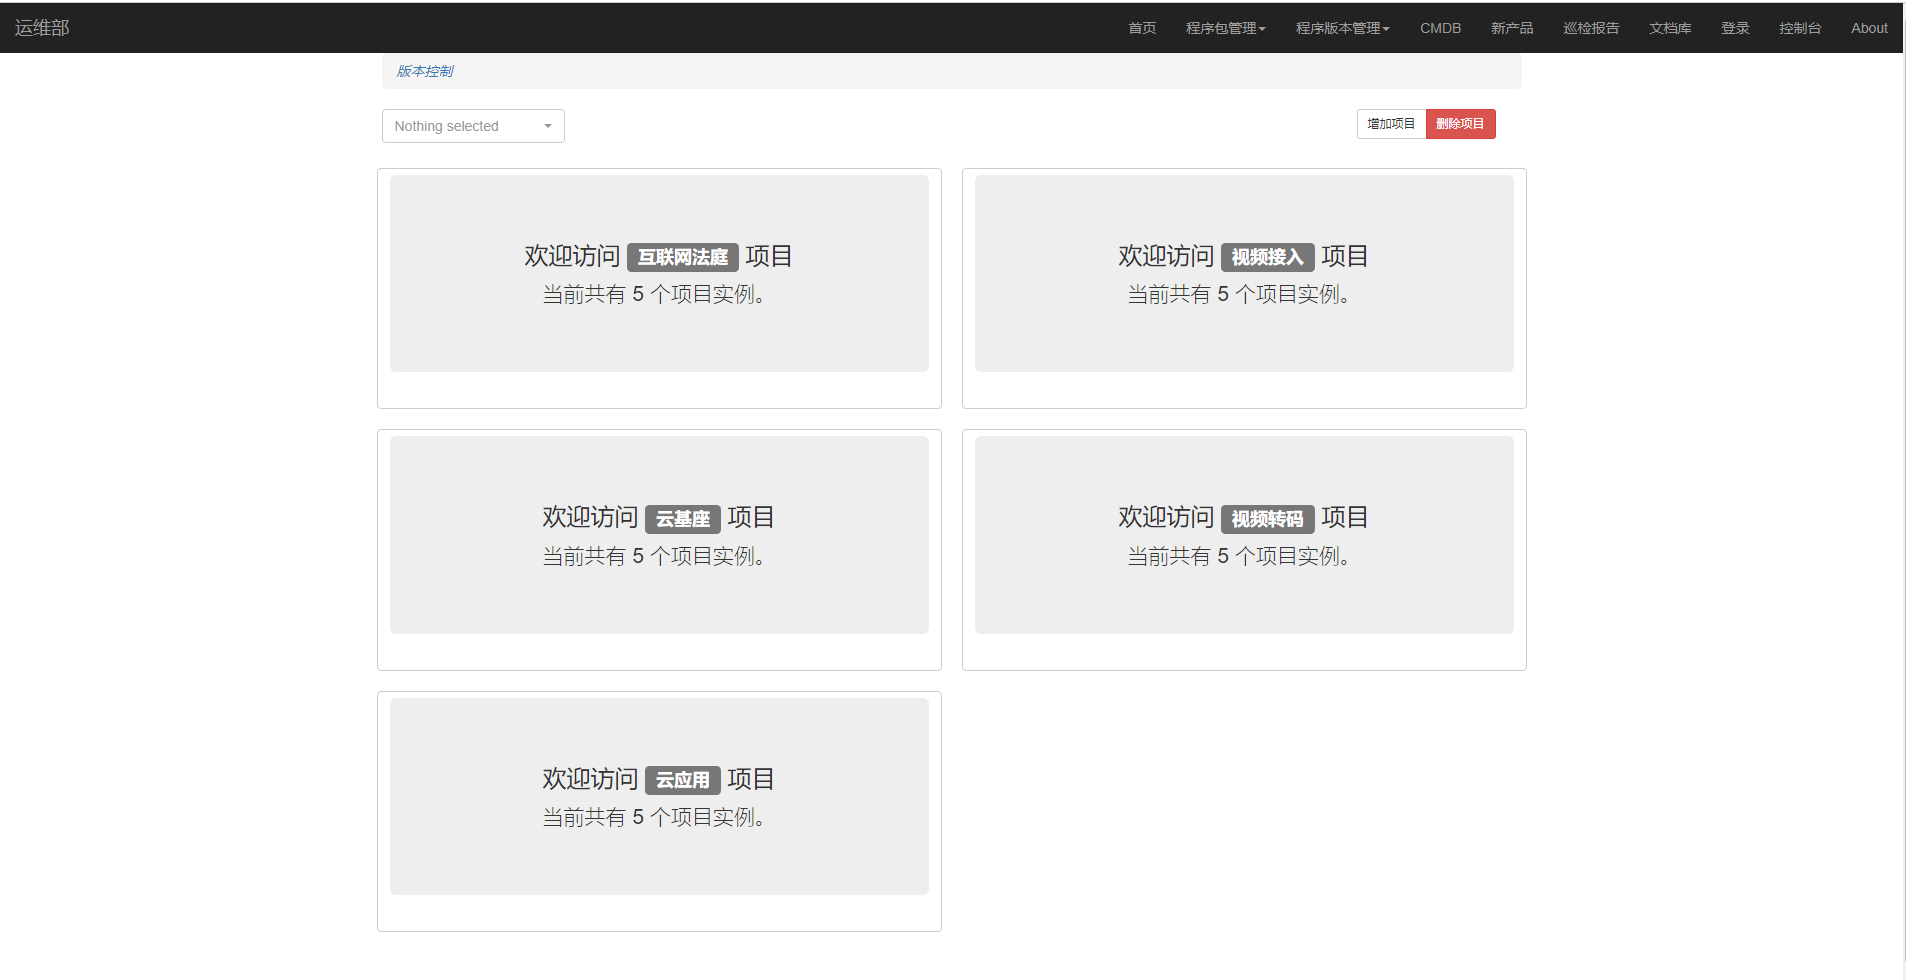 运维部 首页 程序包管理 程序版本管理 CMDB 新产品 巡检报告 文档库 登录 控制台 About
版本控制
Nothing selected 增加项目 删除项目
欢迎访问 互联网法庭 项目
当前共有 5 个项目实例。
欢迎访问 视频接入 项目
当前共有 5 个项目实例。
欢迎访问 云基座 项目
当前共有 5 个项目实例。
欢迎访问 视频转码 项目
当前共有 5 个项目实例。
欢迎访问 云应用 项目
当前共有 5 个项目实例。